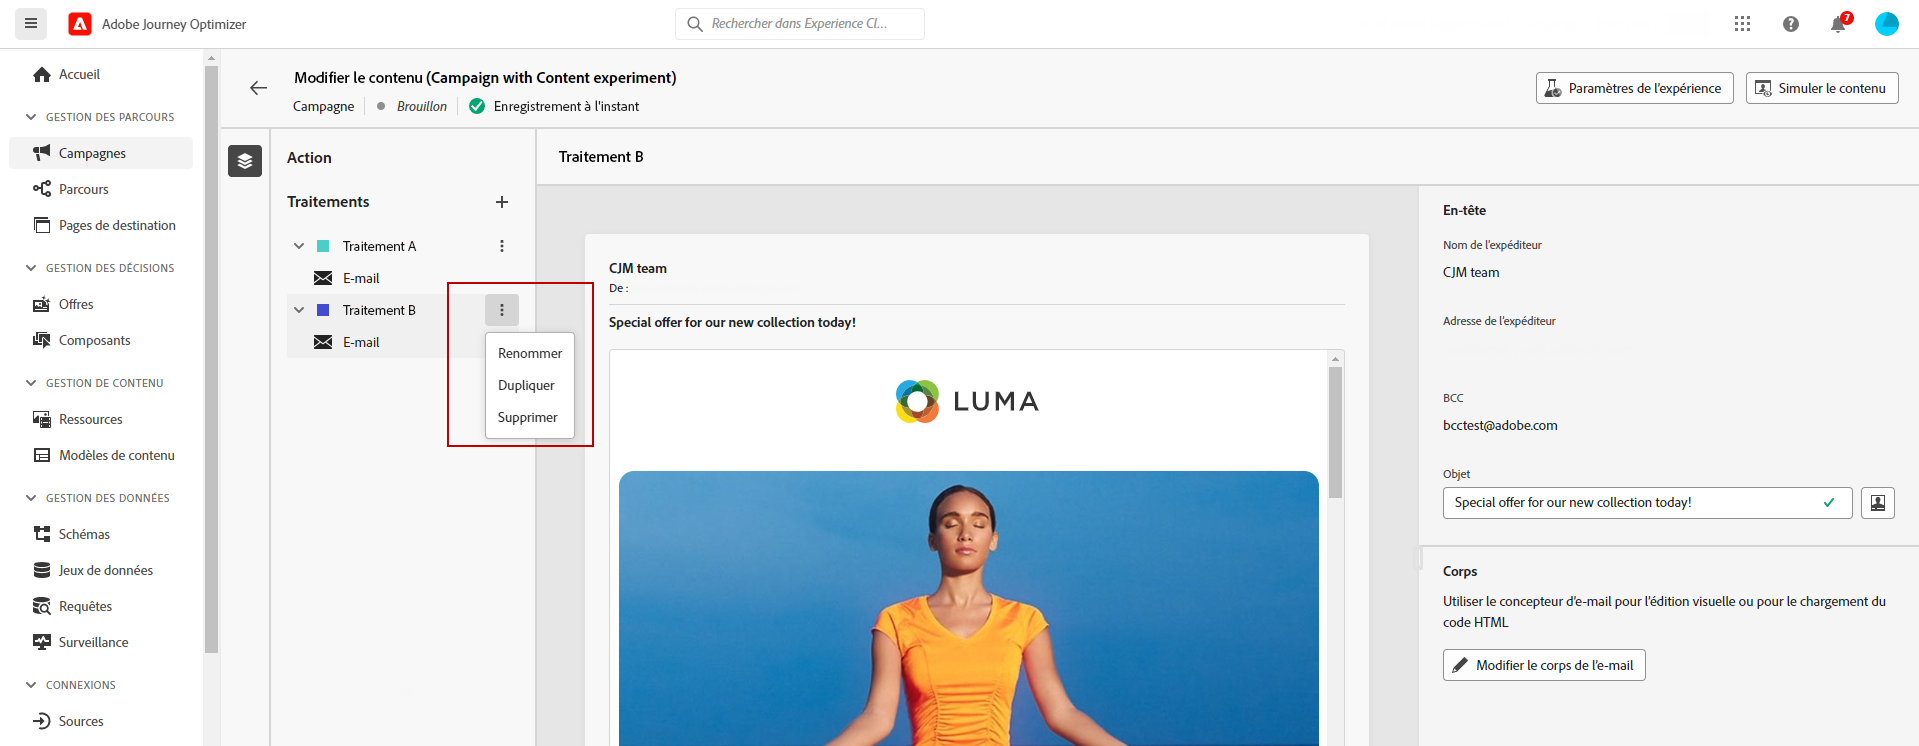 Adobe Journey Optimizer
Rechercher dans Experience Cl...
7
Accueil
GESTION DES PARCOURS
Campagnes
Parcours
Pages de destination
GESTION DES DÉCISIONS
Offres
Composants
GESTION DE CONTENU
Ressources
Modèles de contenu
GESTION DES DONNÉES
Schémas
Jeux de données
Requêtes
Surveillance
CONNEXIONS
Sources
Modifier le contenu (Campaign with Content experiment)
Campagne
Brouillon
Enregistrement à l'instant
Paramètres de l'expérience
Simuler le contenu
Action
Traitements
Traitement A
E-mail
Traitement B
E-mail
Renommer
Dupliquer
Supprimer
Traitement B
CJM team
De :
Special offer for our new collection today!
LUMA
En-tête
Nom de l'expéditeur
CJM team
Adresse de l'expéditeur
BCC
bcctest@adobe.com
Objet
Special offer for our new collection today!
Corps
Utiliser le concepteur d'e-mail pour l'édition visuelle ou pour le chargement du
code HTML
Modifier le corps de l'e-mail